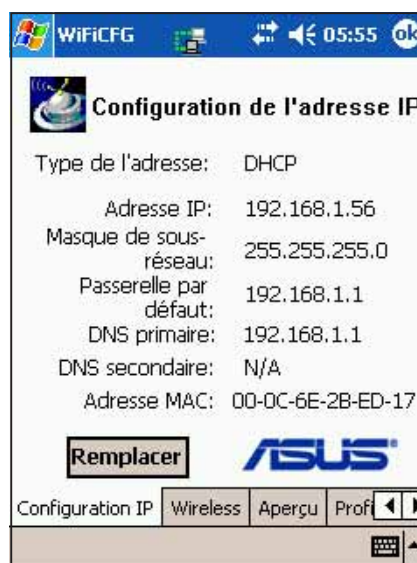 WiFiCFG 05:55 ok
Configuration de l'adresse IP
Type de l'adresse: DHCP
Adresse IP: 192.168.1.56
Masque de sous-
réseau: 255.255.255.0
Passerelle par
défaut: 192.168.1.1
DNS primaire: 192.168.1.1
DNS secondaire: N/A
Adresse MAC: 00-0C-6E-2B-ED-17
Remplacer ASUS
Configuration IP Wireless Aperçu Profi